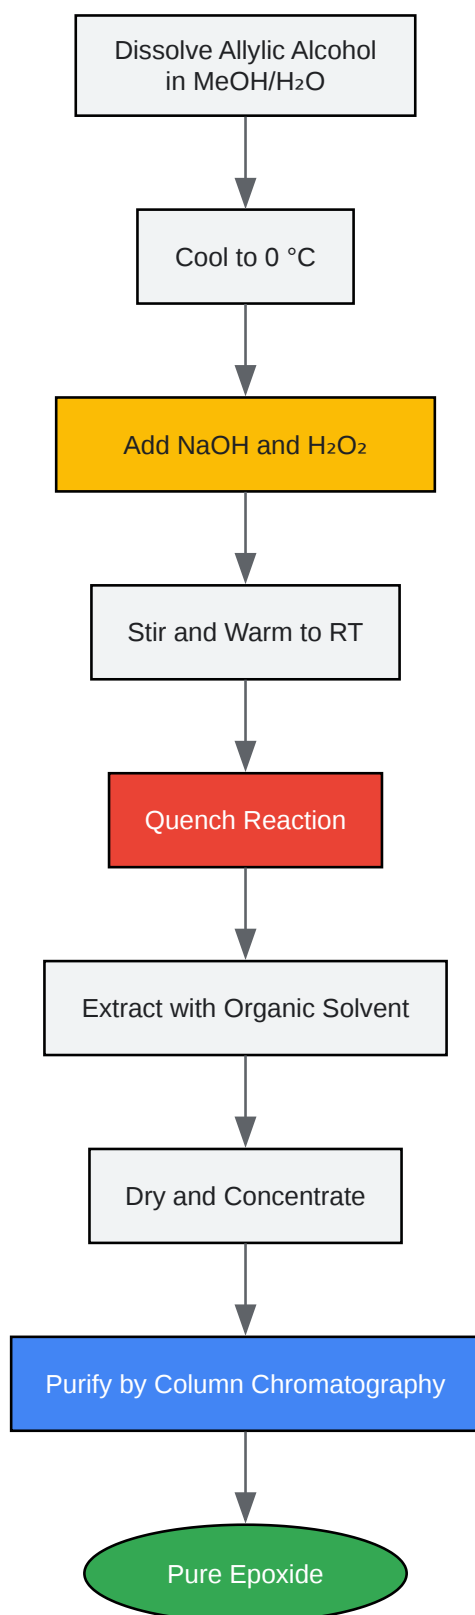 Dissolve Allylic Alcohol
in MeOH/H₂O
Cool to 0 °C
Add NaOH and H₂O₂
Stir and Warm to RT
Quench Reaction
Extract with Organic Solvent
Dry and Concentrate
Purify by Column Chromatography
Pure Epoxide